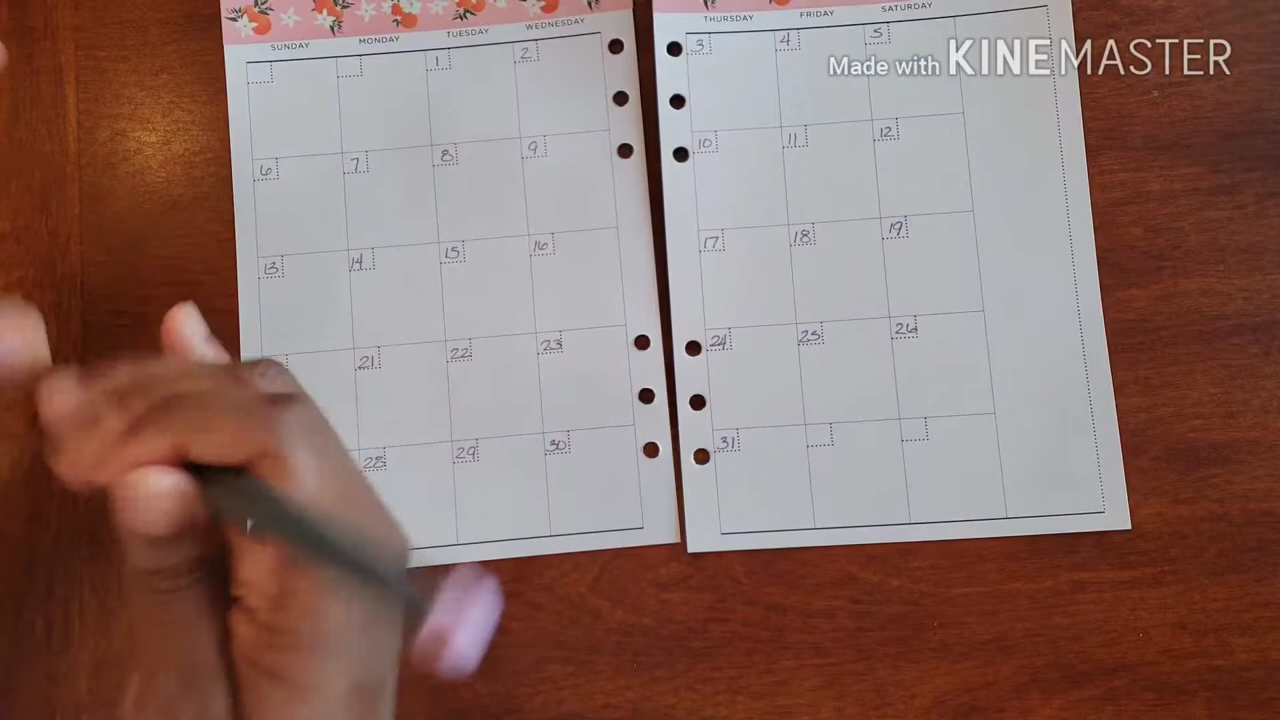 SUNDAY MONDAY TUESDAY WEDNESDAY THURSDAY FRIDAY SATURDAY
1 2 3 4 5
Made with KINEMASTER
6 7 8 9 10 11 12
13 14 15 16 17 18 19
21 22 23 24 25 26
28 29 30 31